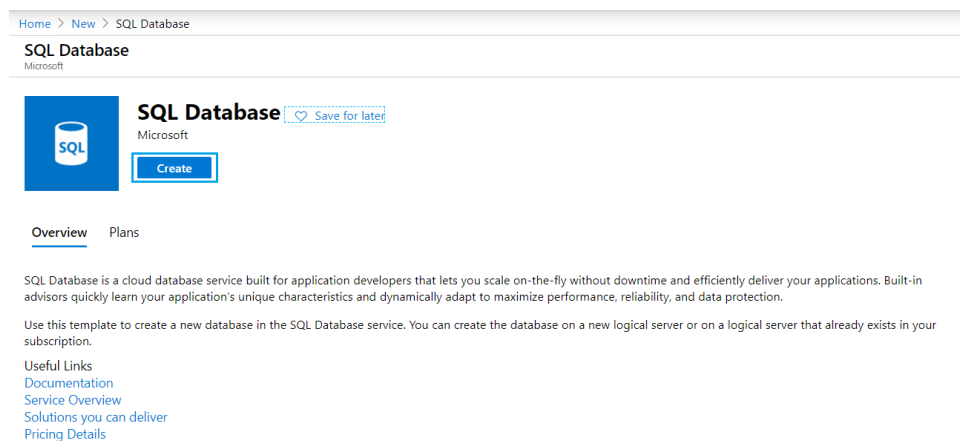 Home > New > SQL Database
SQL Database
Microsoft
SQL
SQL Database
Save for later
Microsoft
Create
Overview Plans
SQL Database is a cloud database service built for application developers that lets you scale on-the-fly without downtime and efficiently deliver your applications. Built-in
advisors quickly learn your application's unique characteristics and dynamically adapt to maximize performance, reliability, and data protection.
Use this template to create a new database in the SQL Database service. You can create the database on a new logical server or on a logical server that already exists in your
subscription.
Useful Links
Documentation
Service Overview
Solutions you can deliver
Pricing Details